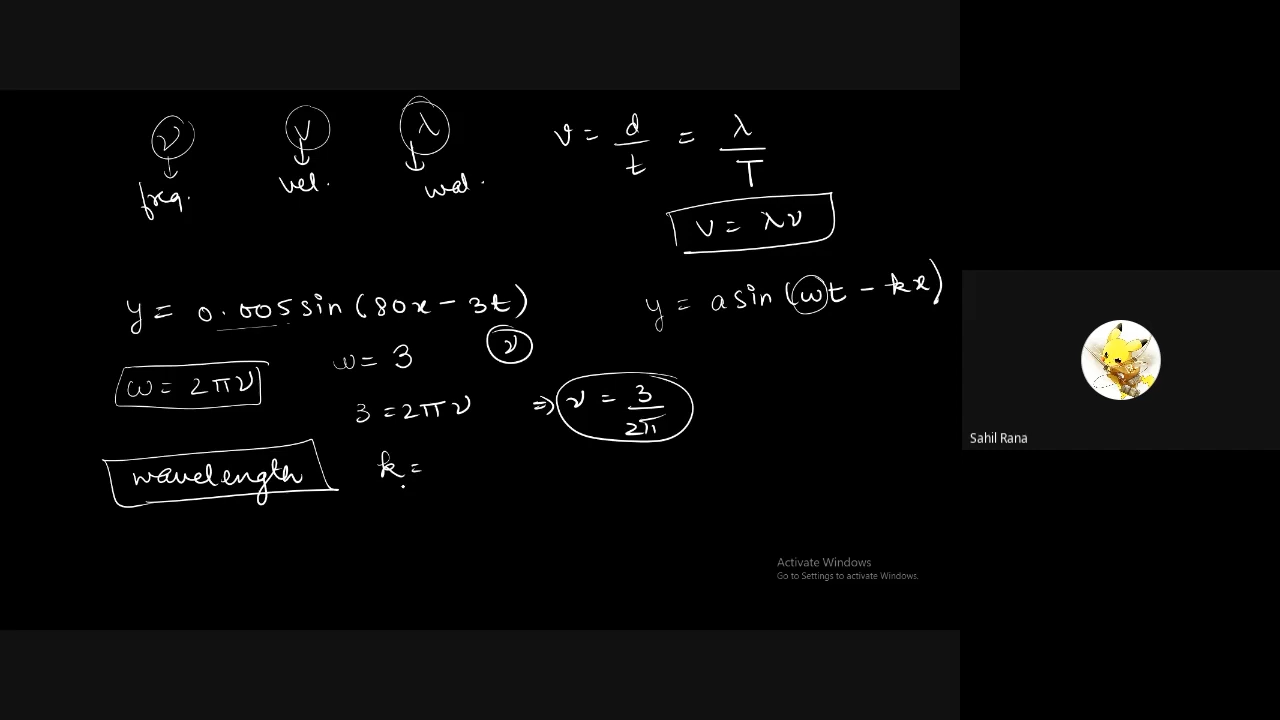 ν v λ v = d/t = λ/T
freq. vel. wal.
v = λν
y = 0.005 sin (80x - 3t) y = a sin (ωt - kx)
ω = 3 ν
ω = 2πν 3 = 2πν ⇒ ν = 3/2π
wavelength k =
Sahil Rana
Activate Windows
Go to Settings to activate Windows.